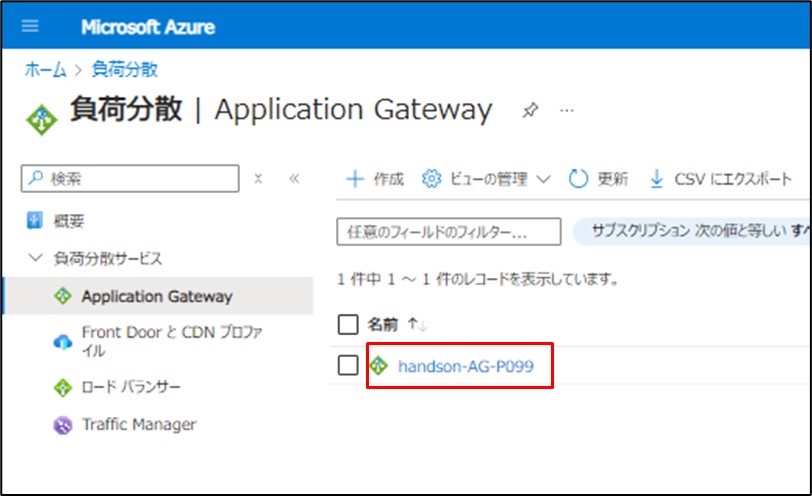 Microsoft Azure
ホーム > 負荷分散
負荷分散 | Application Gateway ...
検索
作成 ビューの管理 更新 CSV にエクスポート
概要
任意のフィールドのフィルター... サブスクリプション 次の値と等しい すべ
負荷分散サービス
1 件中 1 ～ 1 件のレコードを表示しています。
Application Gateway
名前 ↑↓
Front Door と CDN プロファ
イル
handson-AG-P099
ロード バランサー
Traffic Manager